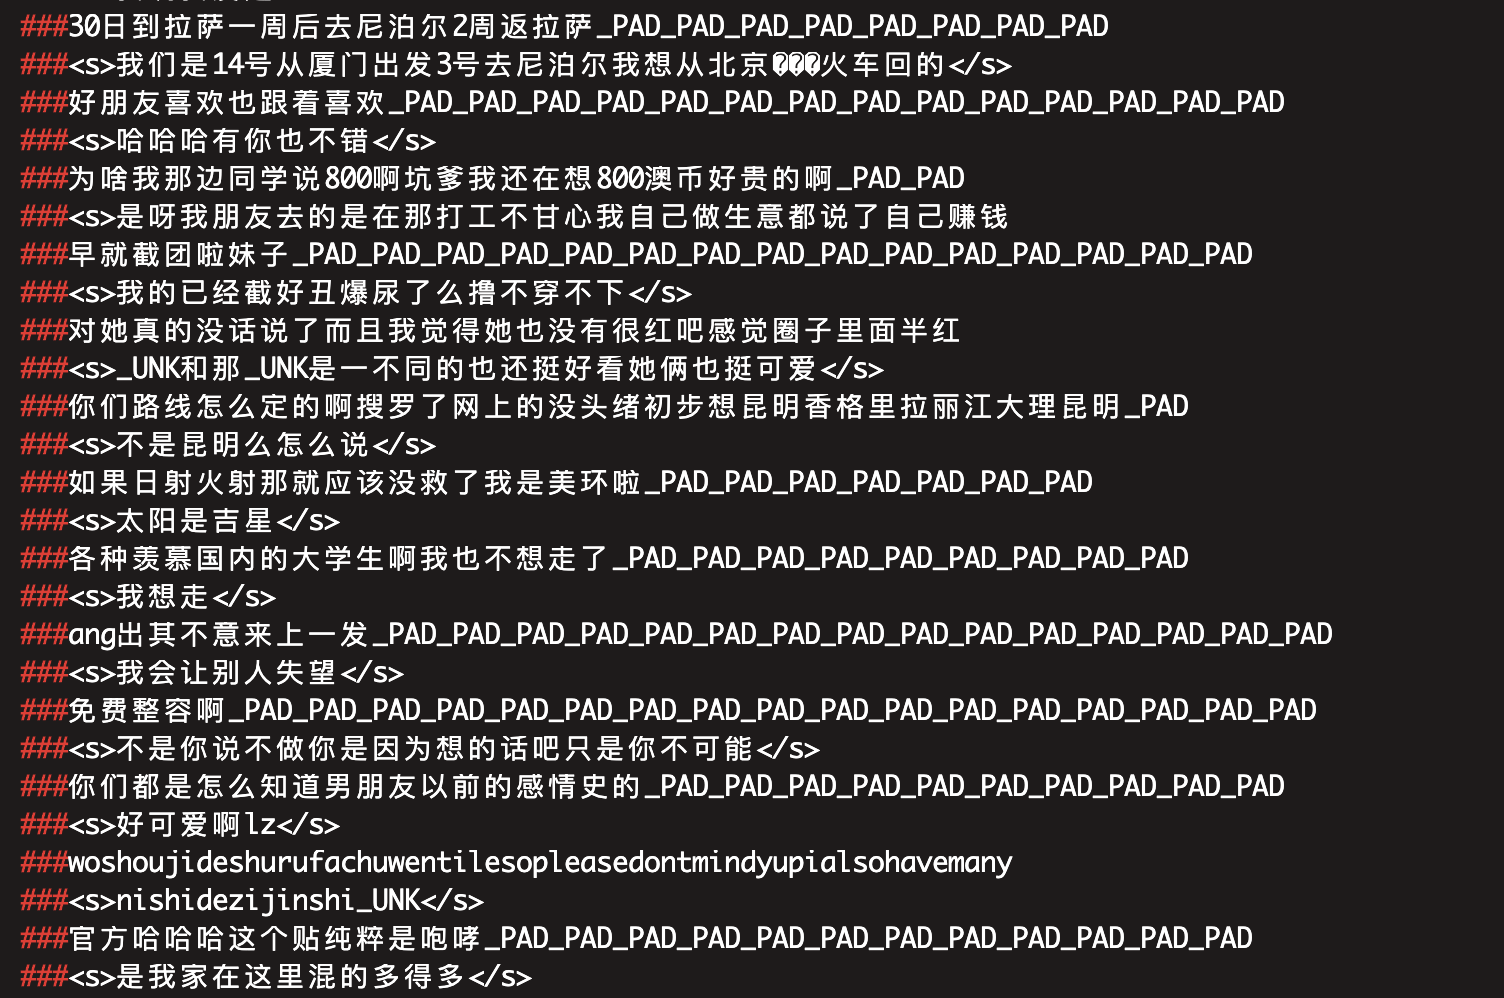 ###30日到拉萨一周后去尼泊尔2周返拉萨_PAD_PAD_PAD_PAD_PAD_PAD_PAD_PAD
###<s>我们是14号从厦门出发3号去尼泊尔我想从北京���火车回的</s>
###好朋友喜欢也跟着喜欢_PAD_PAD_PAD_PAD_PAD_PAD_PAD_PAD_PAD_PAD_PAD_PAD_PAD_PAD
###<s>哈哈哈有你也不错</s>
###为啥我那边同学说800啊坑爹我还在想800澳币好贵的啊_PAD_PAD
###<s>是呀我朋友去的是在那打工不甘心我自己做生意都说了自己赚钱
###早就截团啦妹子_PAD_PAD_PAD_PAD_PAD_PAD_PAD_PAD_PAD_PAD_PAD_PAD_PAD_PAD_PAD
###<s>我的已经截好丑爆尿了么撸不穿不下</s>
###对她真的没话说了而且我觉得她也没有很红吧感觉圈子里面半红
###<s>_UNK和那_UNK是一不同的也还挺好看她俩也挺可爱</s>
###你们路线怎么定的啊搜罗了网上的没头绪初步想昆明香格里拉丽江大理昆明_PAD
###<s>不是昆明么怎么说</s>
###如果日射火射那就应该没救了我是美环啦_PAD_PAD_PAD_PAD_PAD_PAD_PAD
###<s>太阳是吉星</s>
###各种羡慕国内的大学生啊我也不想走了_PAD_PAD_PAD_PAD_PAD_PAD_PAD_PAD_PAD
###<s>我想走</s>
###ang出其不意来上一发_PAD_PAD_PAD_PAD_PAD_PAD_PAD_PAD_PAD_PAD_PAD_PAD_PAD_PAD_PAD
###<s>我会让别人失望</s>
###免费整容啊_PAD_PAD_PAD_PAD_PAD_PAD_PAD_PAD_PAD_PAD_PAD_PAD_PAD_PAD_PAD_PAD_PAD
###<s>不是你说不做你是因为想的话吧只是你不可能</s>
###你们都是怎么知道男朋友以前的感情史的_PAD_PAD_PAD_PAD_PAD_PAD_PAD_PAD_PAD_PAD
###<s>好可爱啊lz</s>
###woshoujideshurufachuwentilesopleasedontmindyupialsohavemany
###<s>nishidezijinshi_UNK</s>
###官方哈哈哈这个贴纯粹是咆哮_PAD_PAD_PAD_PAD_PAD_PAD_PAD_PAD_PAD_PAD_PAD_PAD
###<s>是我家在这里混的多得多</s>